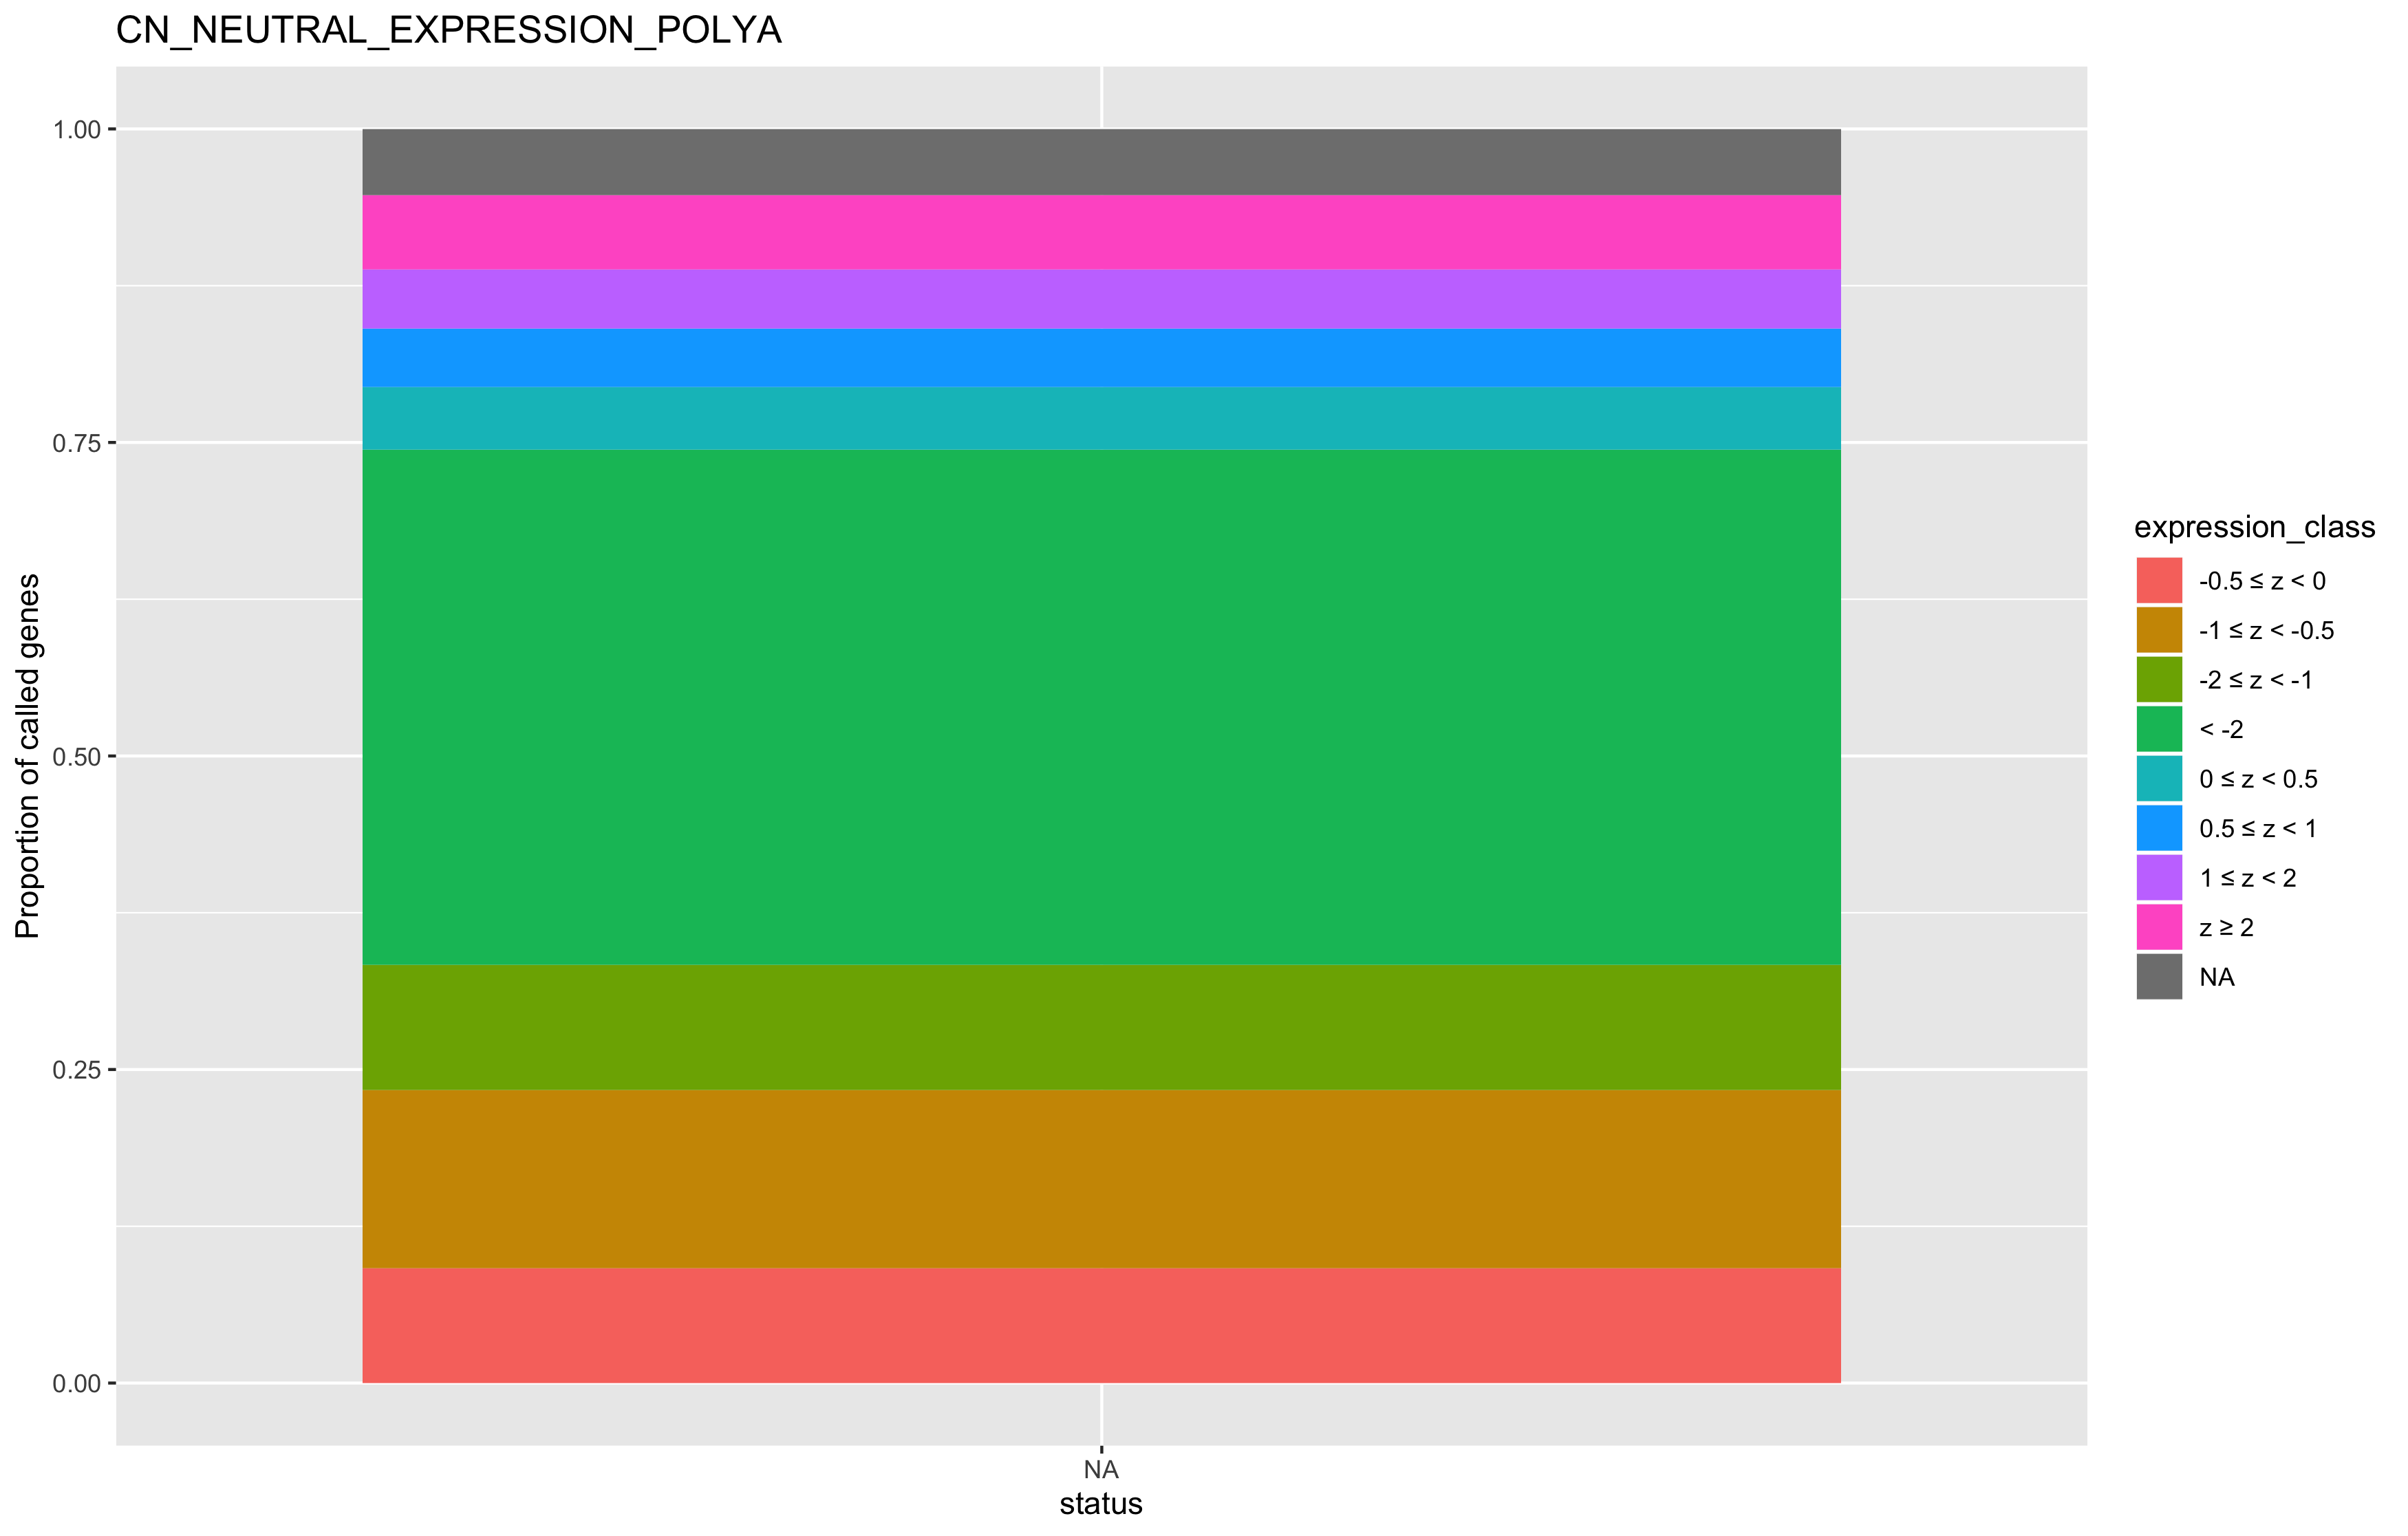 CN_NEUTRAL_EXPRESSION_POLYA
1.00
0.75
0.50
0.25
0.00
Proportion of called genes
NA
status
expression_class
-0.5 ≤ z < 0
-1 ≤ z < -0.5
-2 ≤ z < -1
< -2
0 ≤ z < 0.5
0.5 ≤ z < 1
1 ≤ z < 2
z ≥ 2
NA